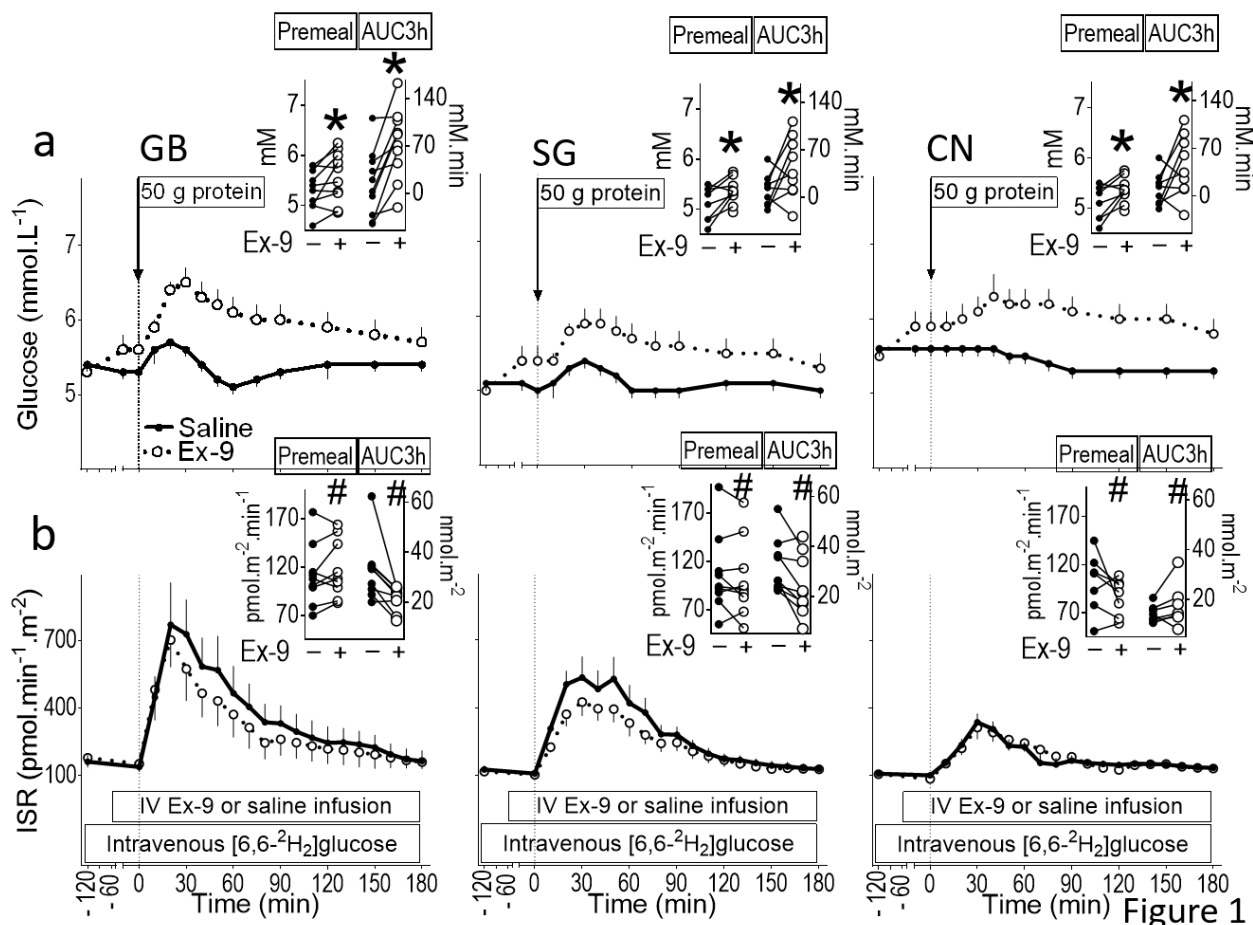 Premeal AUC3h
Premeal AUC3h
Premeal AUC3h
* *
* *
* *
a
GB
SG
CN
7
6
5
mM
140
70
0
mM.min
7
6
5
mM
140
70
0
mM.min
7
6
5
mM
140
70
0
mM.min
50 g protein
50 g protein
50 g protein
Ex-9 – +  – +
Ex-9 – +  – +
Ex-9 – +  – +
Glucose (mmol.L-1)
7
6
5
Saline
Ex-9
Premeal AUC3h
Premeal AUC3h
Premeal AUC3h
# #
# #
# #
b
pmol.m-2.min-1
170
120
70
60
40
20
nmol.m-2
pmol.m-2.min-1
170
120
70
60
40
20
nmol.m-2
pmol.m-2.min-1
170
120
70
60
40
20
nmol.m-2
Ex-9 – +  – +
Ex-9 – +  – +
Ex-9 – +  – +
ISR (pmol.min-1.m-2)
700
400
100
IV Ex-9 or saline infusion
IV Ex-9 or saline infusion
IV Ex-9 or saline infusion
Intravenous [6,6-2H2]glucose
Intravenous [6,6-2H2]glucose
Intravenous [6,6-2H2]glucose
- 120 - 60 0 30 60 90 120 150 180
- 120 - 60 0 30 60 90 120 150 180
- 120 - 60 0 30 60 90 120 150 180
Time (min)
Time (min)
Time (min)
Figure 1